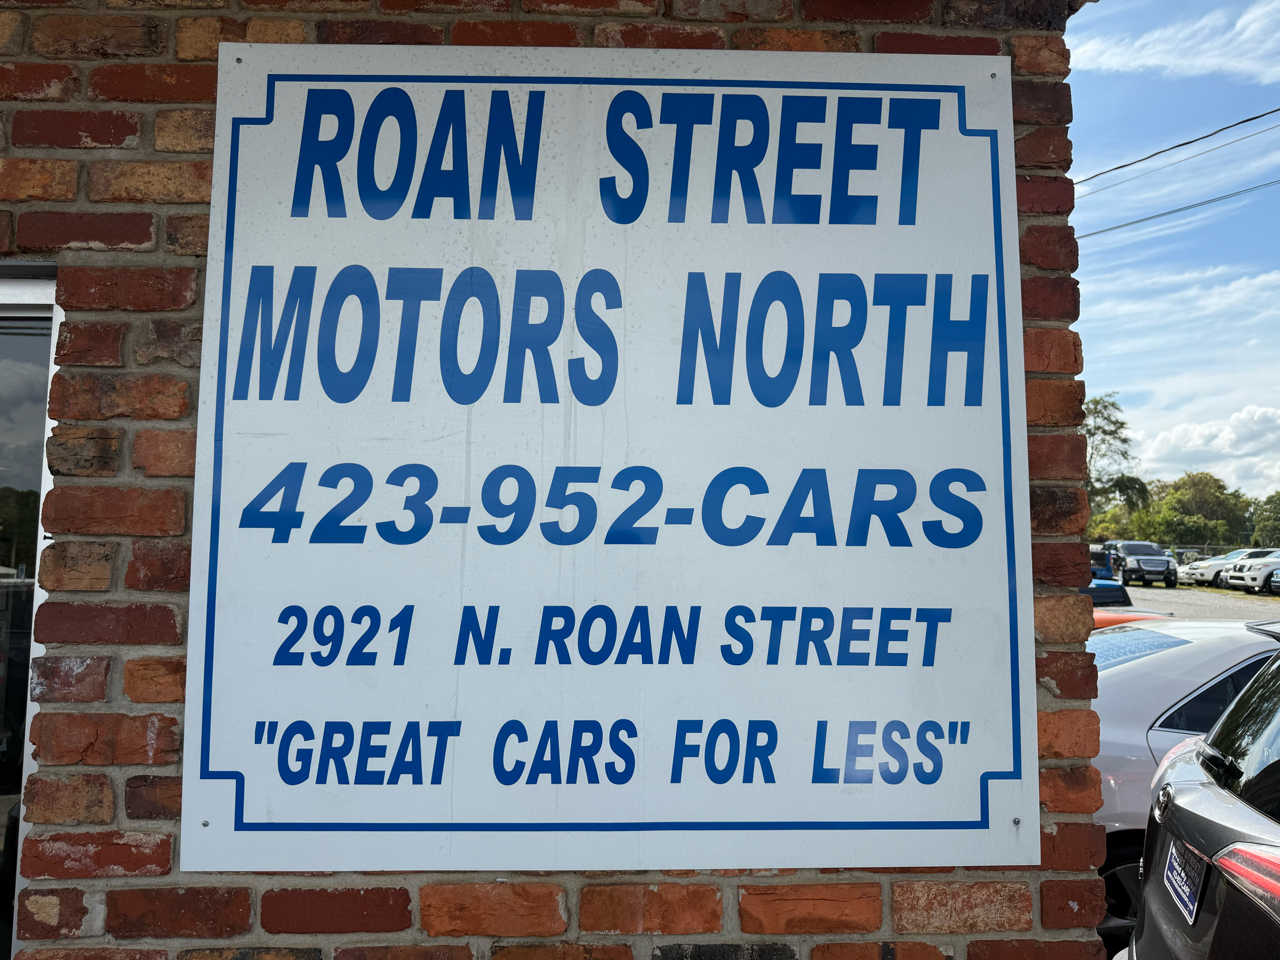 ROAN STREET
MOTORS NORTH
423-952-CARS
2921 N. ROAN STREET
"GREAT CARS FOR LESS"